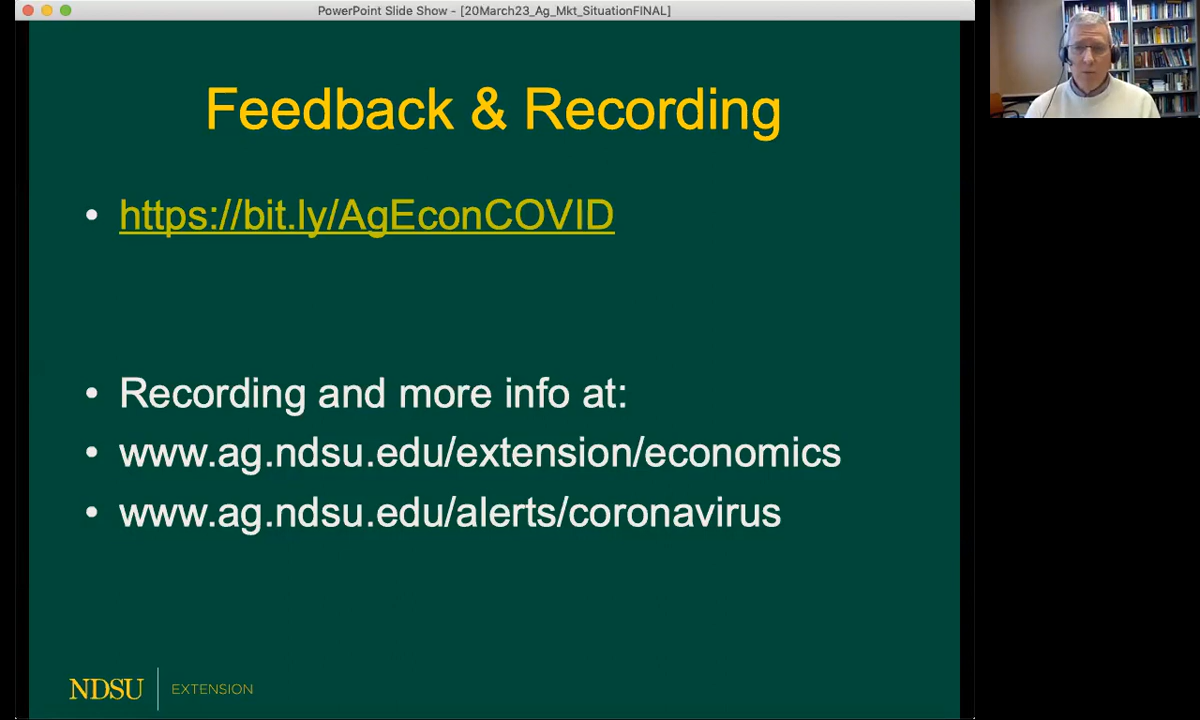 PowerPoint Slide Show - [20March23_Ag_Mkt_SituationFINAL]
Feedback & Recording
• https://bit.ly/AgEconCOVID
• Recording and more info at:
• www.ag.ndsu.edu/extension/economics
• www.ag.ndsu.edu/alerts/coronavirus
NDSU | EXTENSION